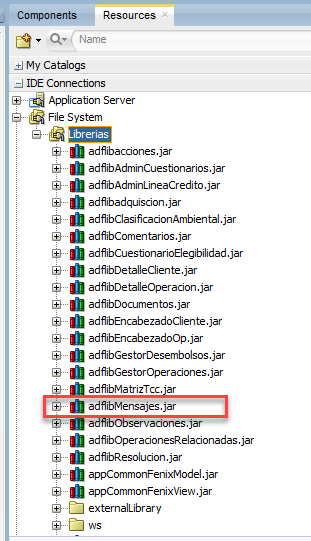 Components
Resources
Name
My Catalogs
IDE Connections
Application Server
File System
Librerias
adflibacciones.jar
adflibAdminCuestionarios.jar
adflibAdminLineaCredito.jar
adflibadquiscion.jar
adflibClasificacionAmbiental.jar
adflibComentarios.jar
adflibCuestionarioElegibilidad.jar
adflibDetalleCliente.jar
adflibDetalleOperacion.jar
adflibDocumentos.jar
adflibEncabezadoCliente.jar
adflibEncabezadoOp.jar
adflibGestorDesembolsos.jar
adflibGestorOperaciones.jar
adflibMatrizTcc.jar
adflibMensajes.jar
adflibObservaciones.jar
adflibOperacionesRelacionadas.jar
adflibResolucion.jar
appCommonFenixModel.jar
appCommonFenixView.jar
externalLibrary
ws